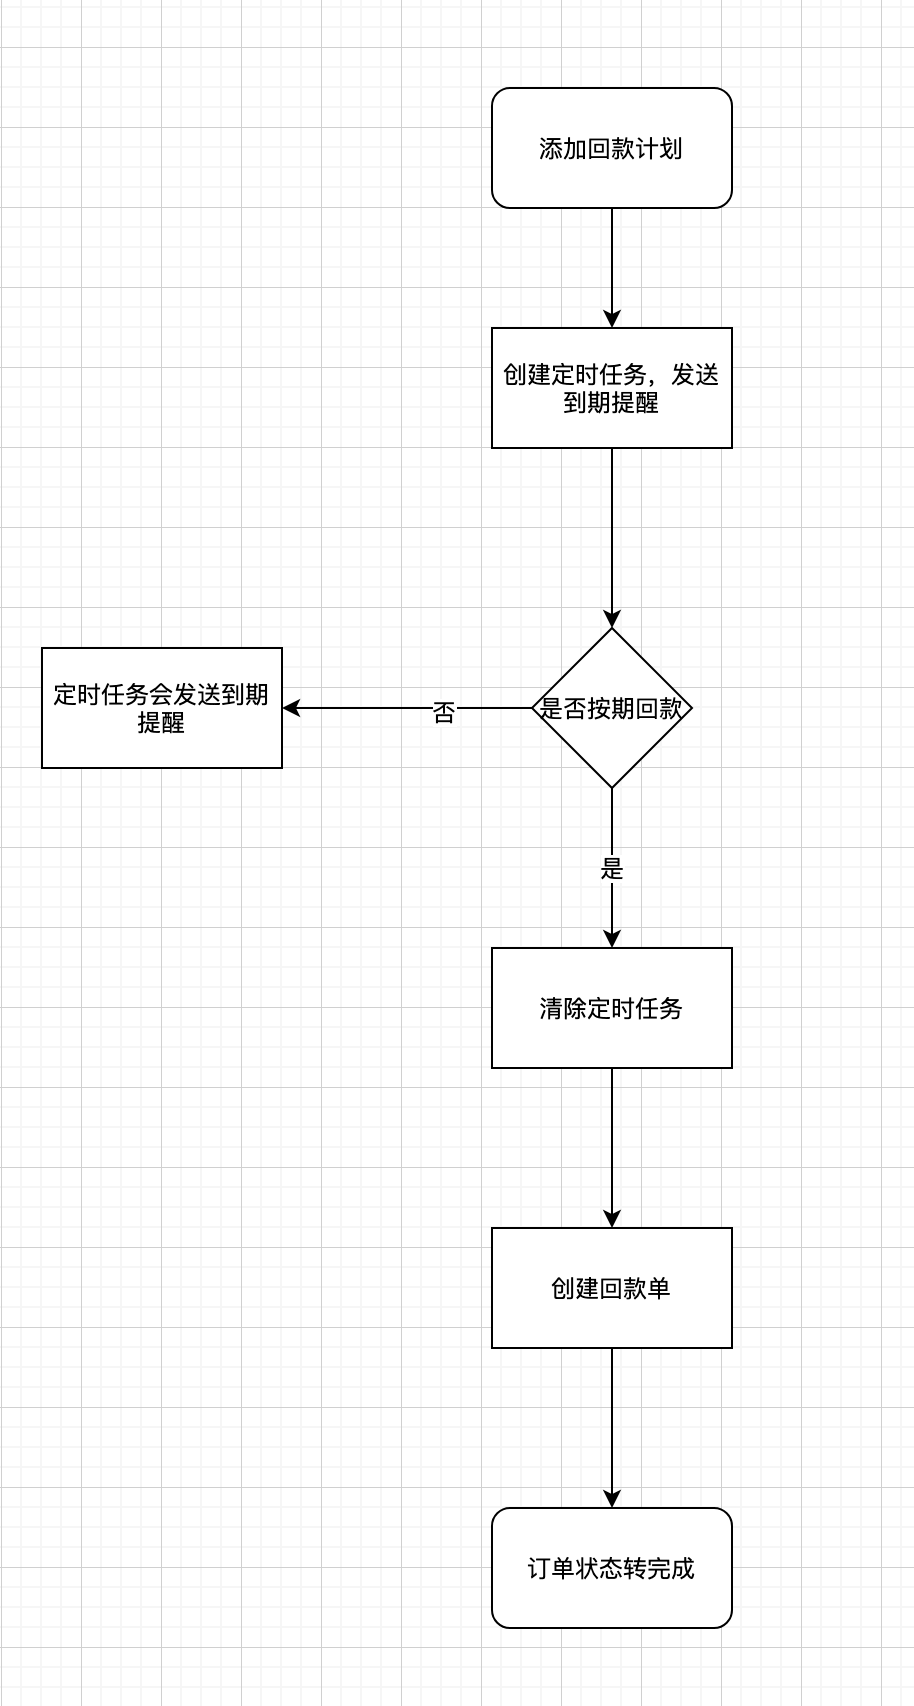 添加回款计划
创建定时任务，发送
到期提醒
定时任务会发送到期
提醒
否
是否按期回款
是
清除定时任务
创建回款单
订单状态转完成